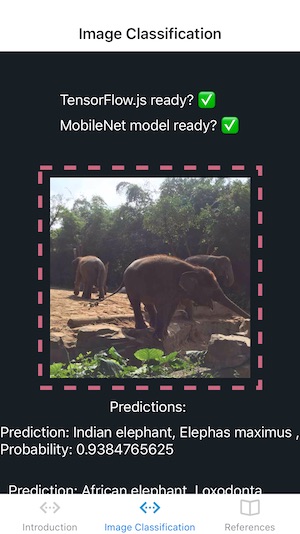 Image Classification
TensorFlow.js ready? ✅
MobileNet model ready? ✅
Predictions:
Prediction: Indian elephant, Elephas maximus ,
Probability: 0.9384765625
Prediction: African elephant, Loxodonta
Introduction
Image Classification
References